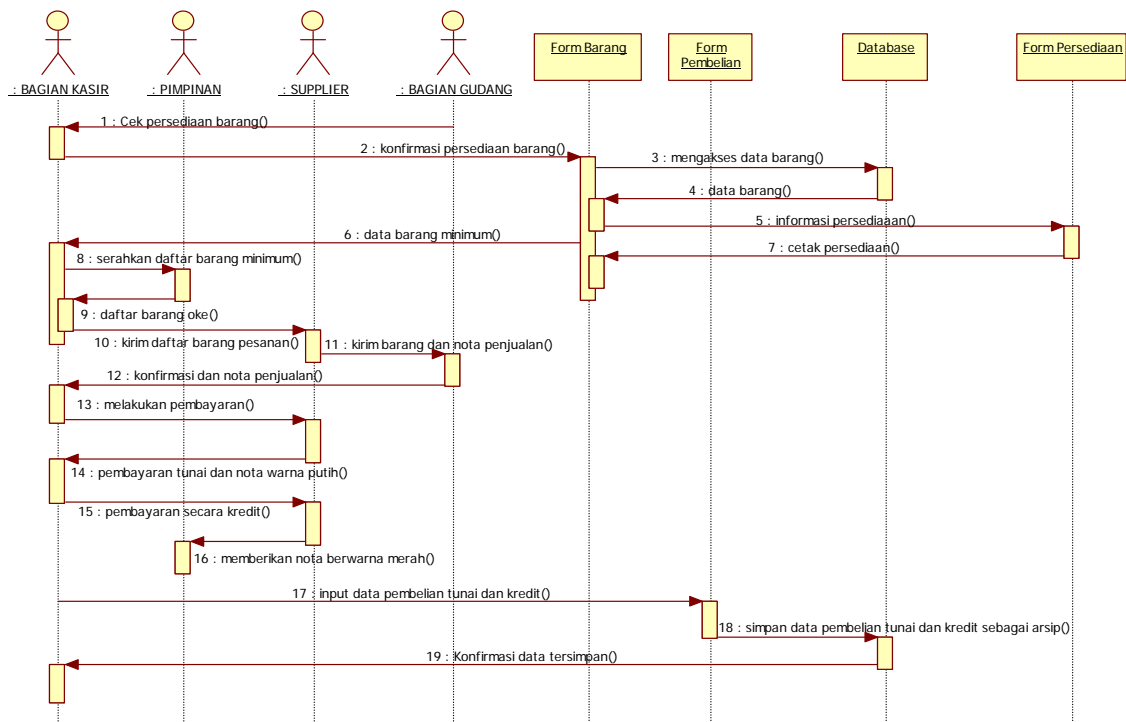 Form Barang
Form
Pembelian
Database
Form Persediaan
: BAGIAN KASIR
: PIMPINAN
: SUPPLIER
: BAGIAN GUDANG
1 : Cek persediaan barang()
2 : konfirmasi persediaan barang()
3 : mengakses data barang()
4 : data barang()
5 : informasi persediaaan()
6 : data barang minimum()
7 : cetak persediaan()
8 : serahkan daftar barang minimum()
9 : daftar barang oke()
10 : kirim daftar barang pesanan()
11 : kirim barang dan nota penjualan()
12 : konfirmasi dan nota penjualan()
13 : melakukan pembayaran()
14 : pembayaran tunai dan nota warna putih()
15 : pembayaran secara kredit()
16 : memberikan nota berwarna merah()
17 : input data pembelian tunai dan kredit()
18 : simpan data pembelian tunai dan kredit sebagai arsip()
19 : Konfirmasi data tersimpan()